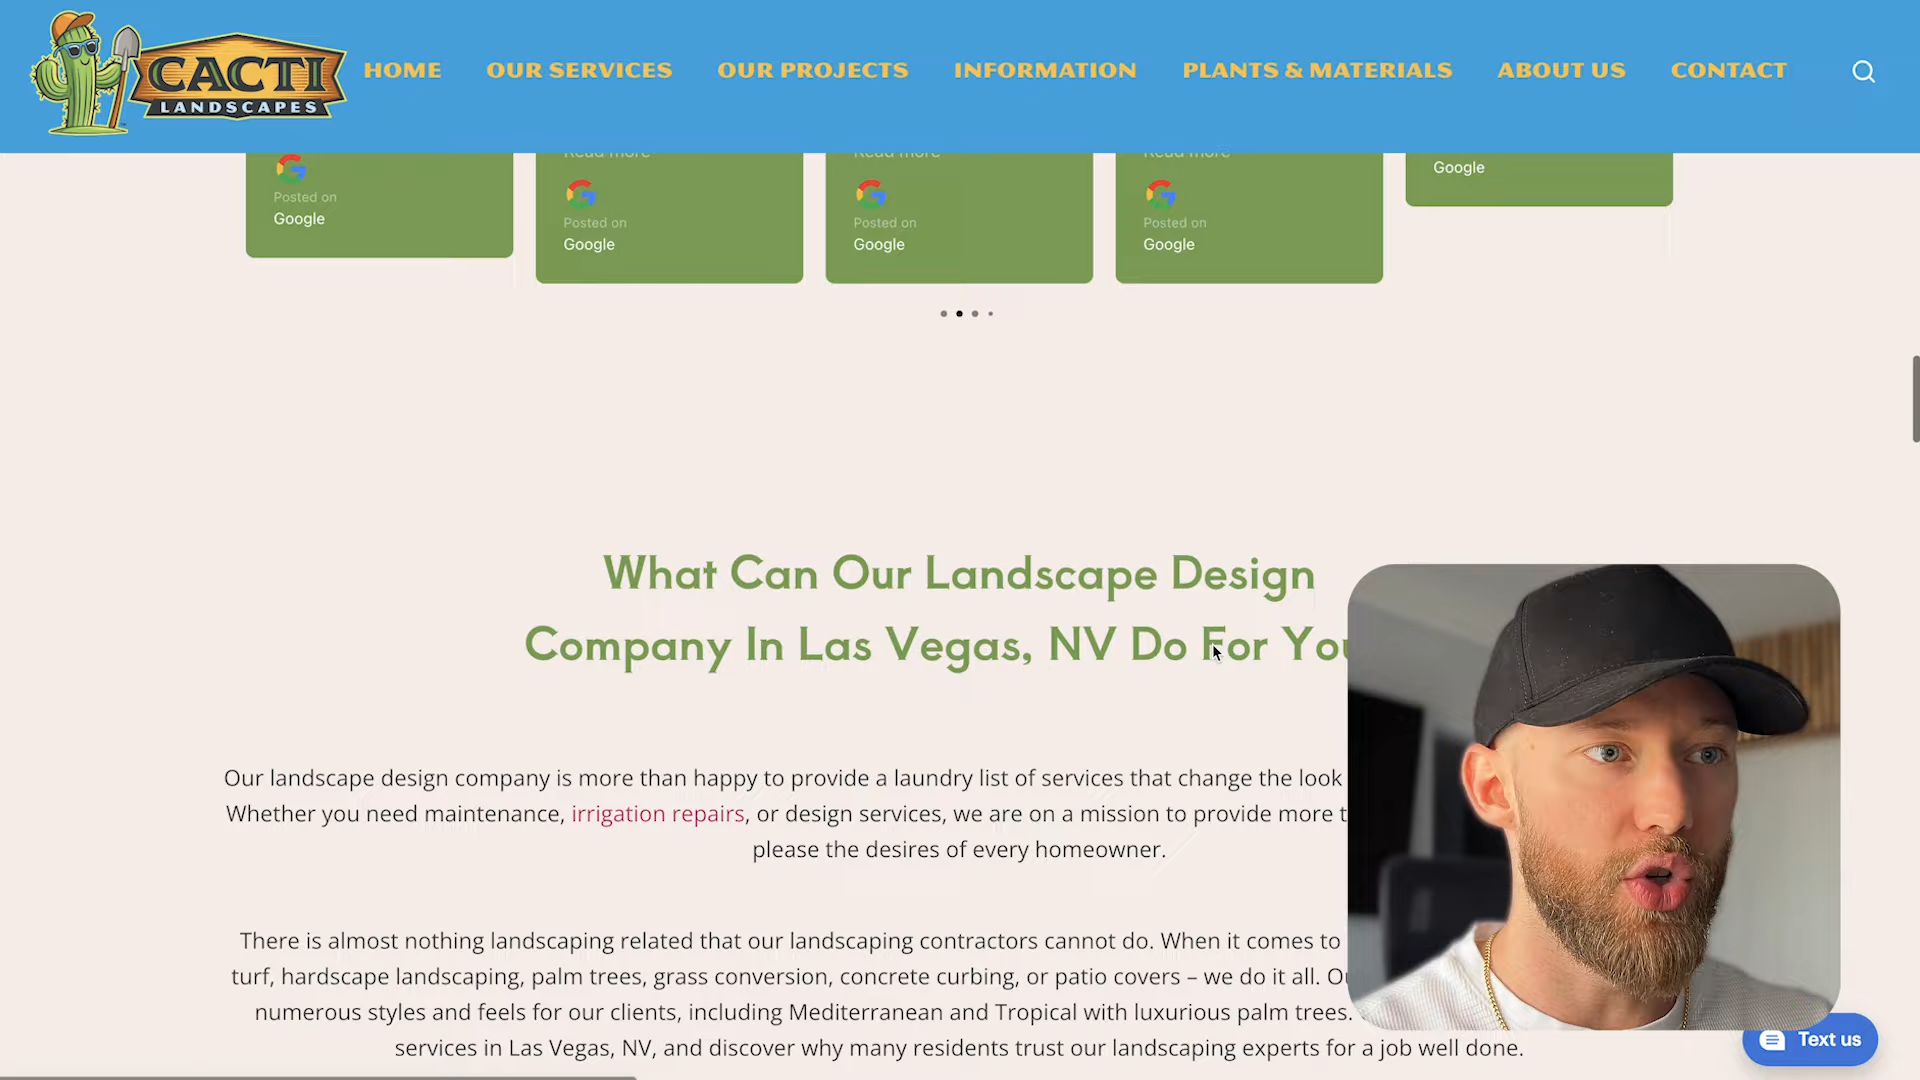 CACTI
LANDSCAPES
HOME
OUR SERVICES
OUR PROJECTS
INFORMATION
PLANTS & MATERIALS
ABOUT US
CONTACT
Posted on
Google
Read more
Posted on
Google
Read more
Posted on
Google
Read more
Posted on
Google
Google
What Can Our Landscape Design
Company In Las Vegas, NV Do For You
Our landscape design company is more than happy to provide a laundry list of services that change the look
Whether you need maintenance, irrigation repairs, or design services, we are on a mission to provide more
please the desires of every homeowner.
There is almost nothing landscaping related that our landscaping contractors cannot do. When it comes to
turf, hardscape landscaping, palm trees, grass conversion, concrete curbing, or patio covers – we do it all.
numerous styles and feels for our clients, including Mediterranean and Tropical with luxurious palm trees.
services in Las Vegas, NV, and discover why many residents trust our landscaping experts for a job well done.
Text us